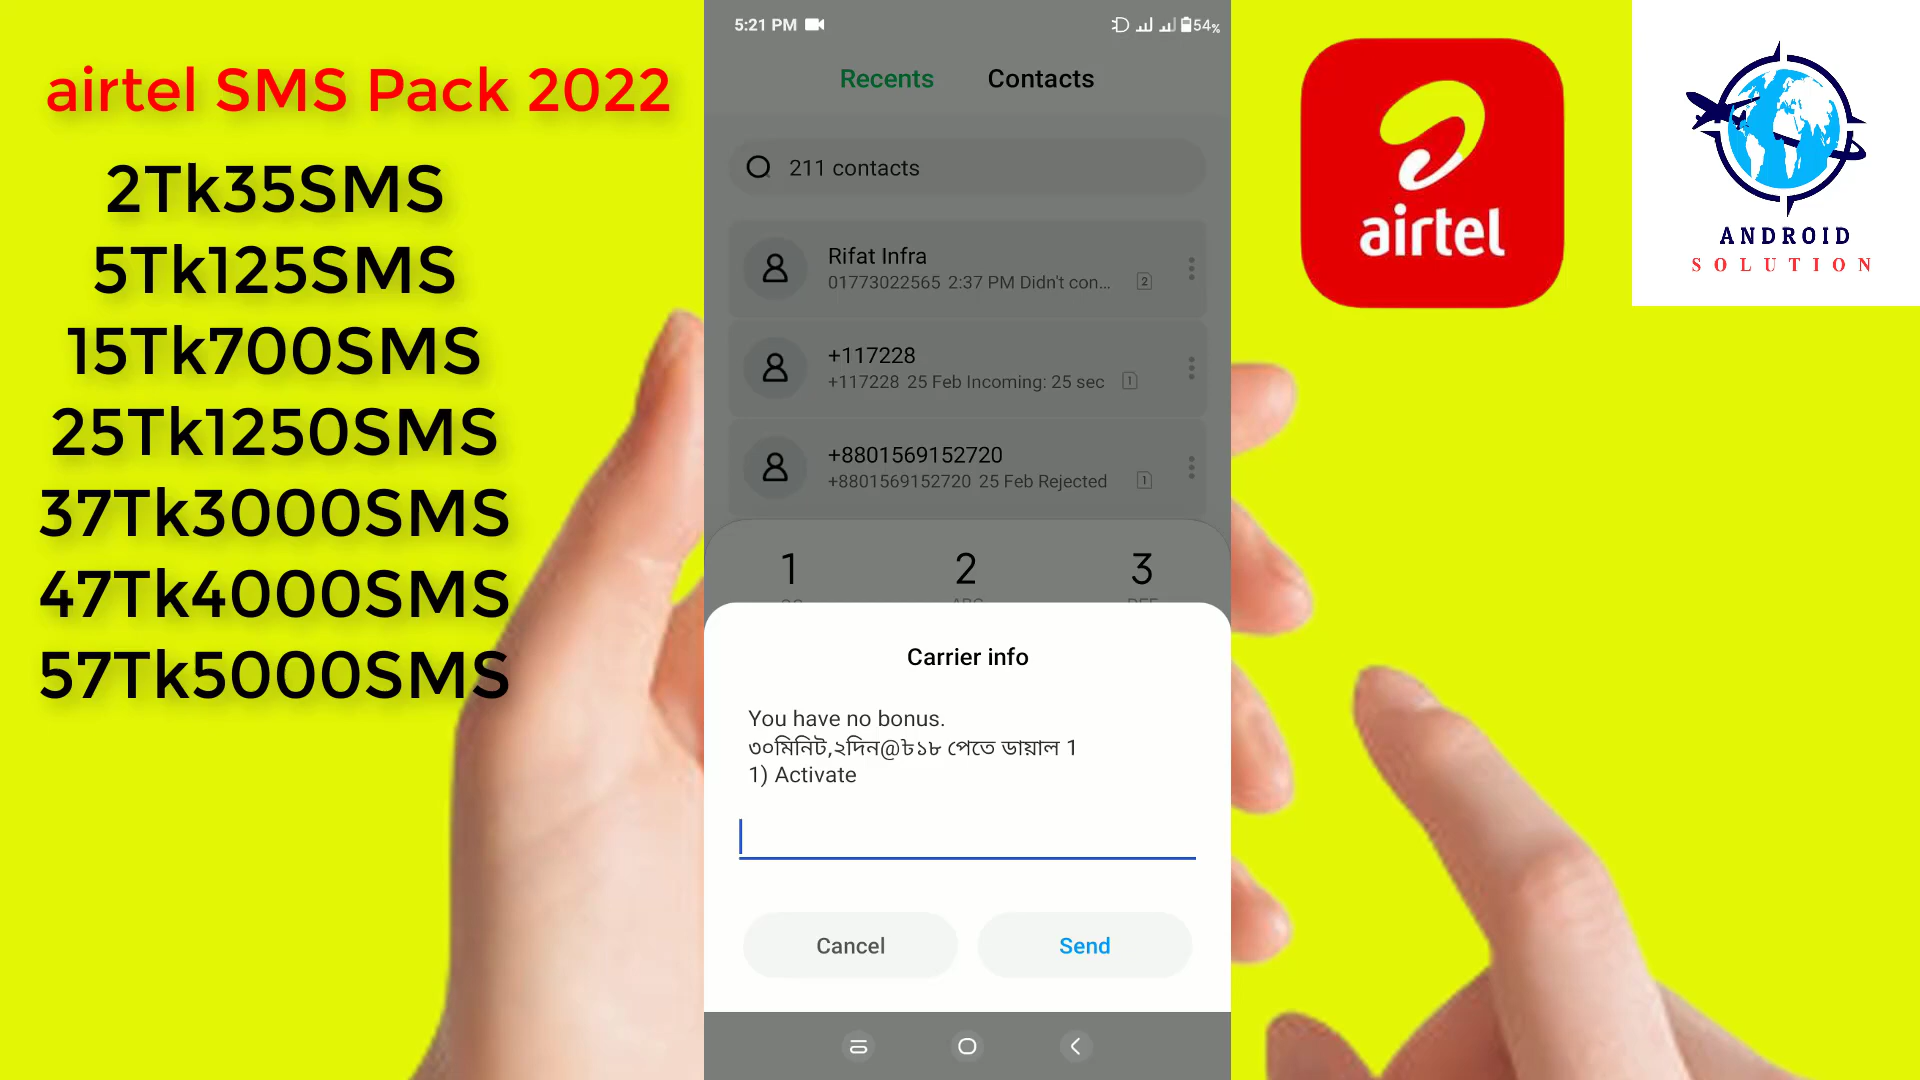 airtel SMS Pack 2022
2Tk35SMS
5Tk125SMS
15Tk700SMS
25Tk1250SMS
37Tk3000SMS
47Tk4000SMS
57Tk5000SMS
5:21 PM
54%
Recents Contacts
211 contacts
Rifat Infra
01773022565 2:37 PM Didn't con... 2
+117228
+117228 25 Feb Incoming: 25 sec 1
+8801569152720
+8801569152720 25 Feb Rejected 1
1 2 3
Carrier info
You have no bonus.
৩০মিনিট,২দিন@৳১৮ পেতে ডায়াল 1
1) Activate
Cancel Send
airtel
ANDROID
SOLUTION